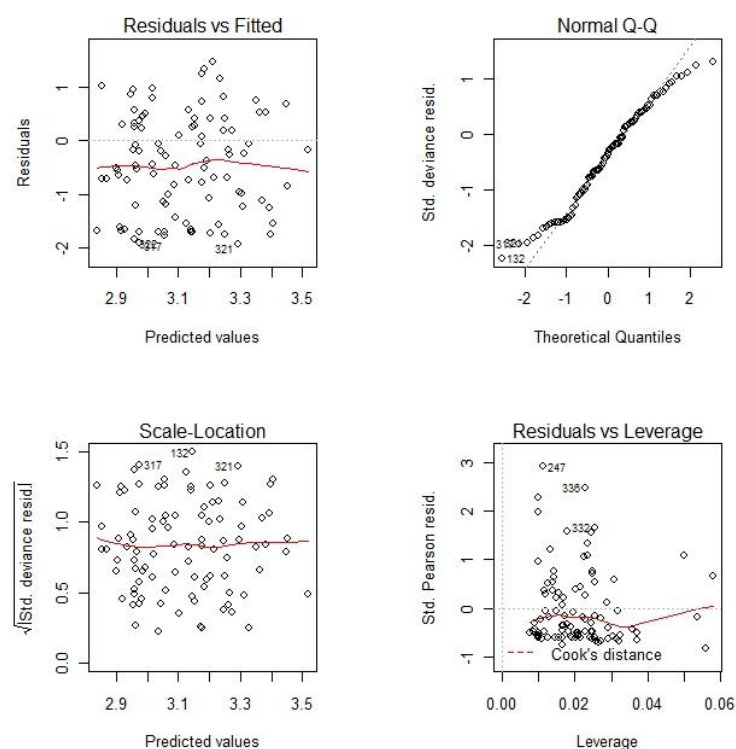 Residuals vs Fitted
Residuals
1
0
-1
-2
317
321
2.9 3.1 3.3 3.5
Predicted values
Normal Q-Q
Std. deviance resid.
1
0
-1
-2
132
-2 -1 0 1 2
Theoretical Quantiles
Scale-Location
√|Std. deviance resid.|
1.5
1.0
0.5
0.0
132
317
321
2.9 3.1 3.3 3.5
Predicted values
Residuals vs Leverage
Std. Pearson resid.
3
2
1
0
-1
247
336
332
Cook's distance
0.00 0.02 0.04 0.06
Leverage